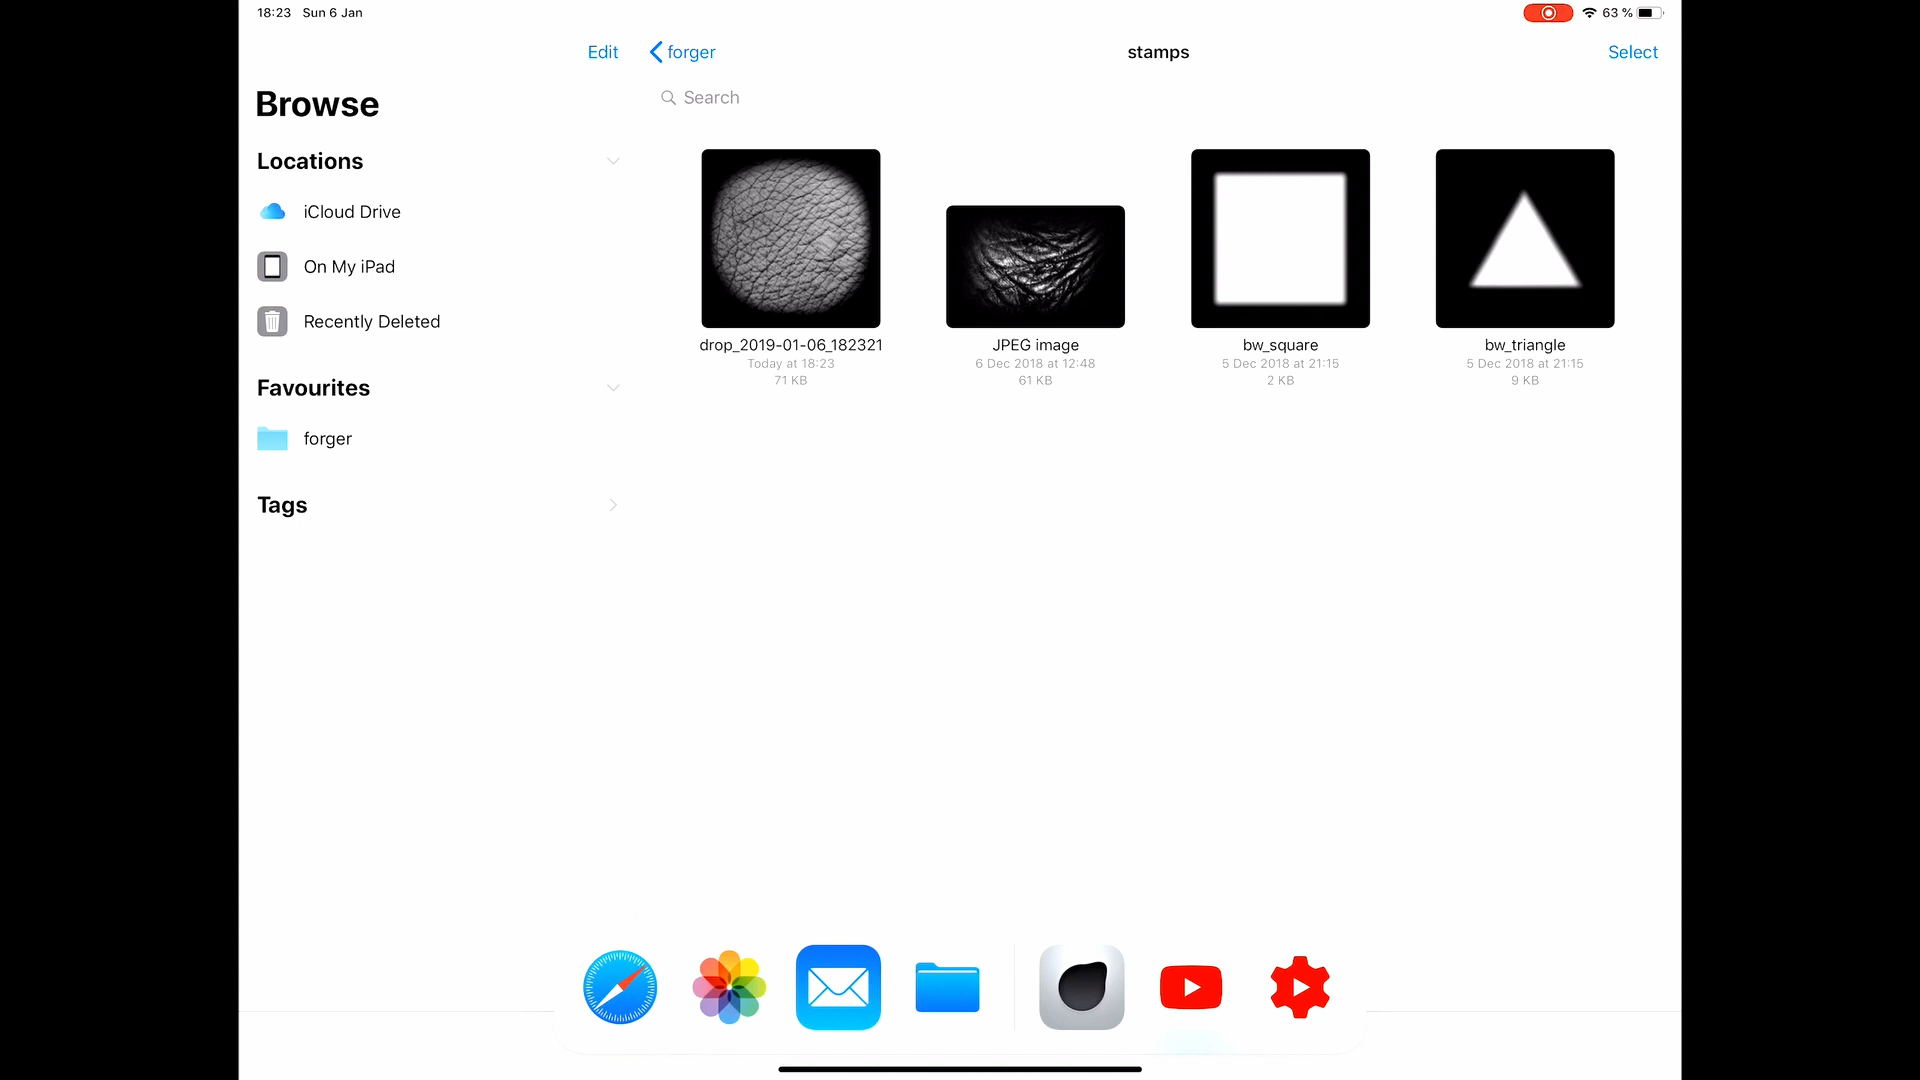 18:23 Sun 6 Jan
63 %
Edit
forger
stamps
Select
Search
Browse
Locations
iCloud Drive
On My iPad
Recently Deleted
Favourites
forger
Tags
drop_2019-01-06_182321
Today at 18:23
71 KB
JPEG image
6 Dec 2018 at 12:48
61 KB
bw_square
5 Dec 2018 at 21:15
2 KB
bw_triangle
5 Dec 2018 at 21:15
9 KB